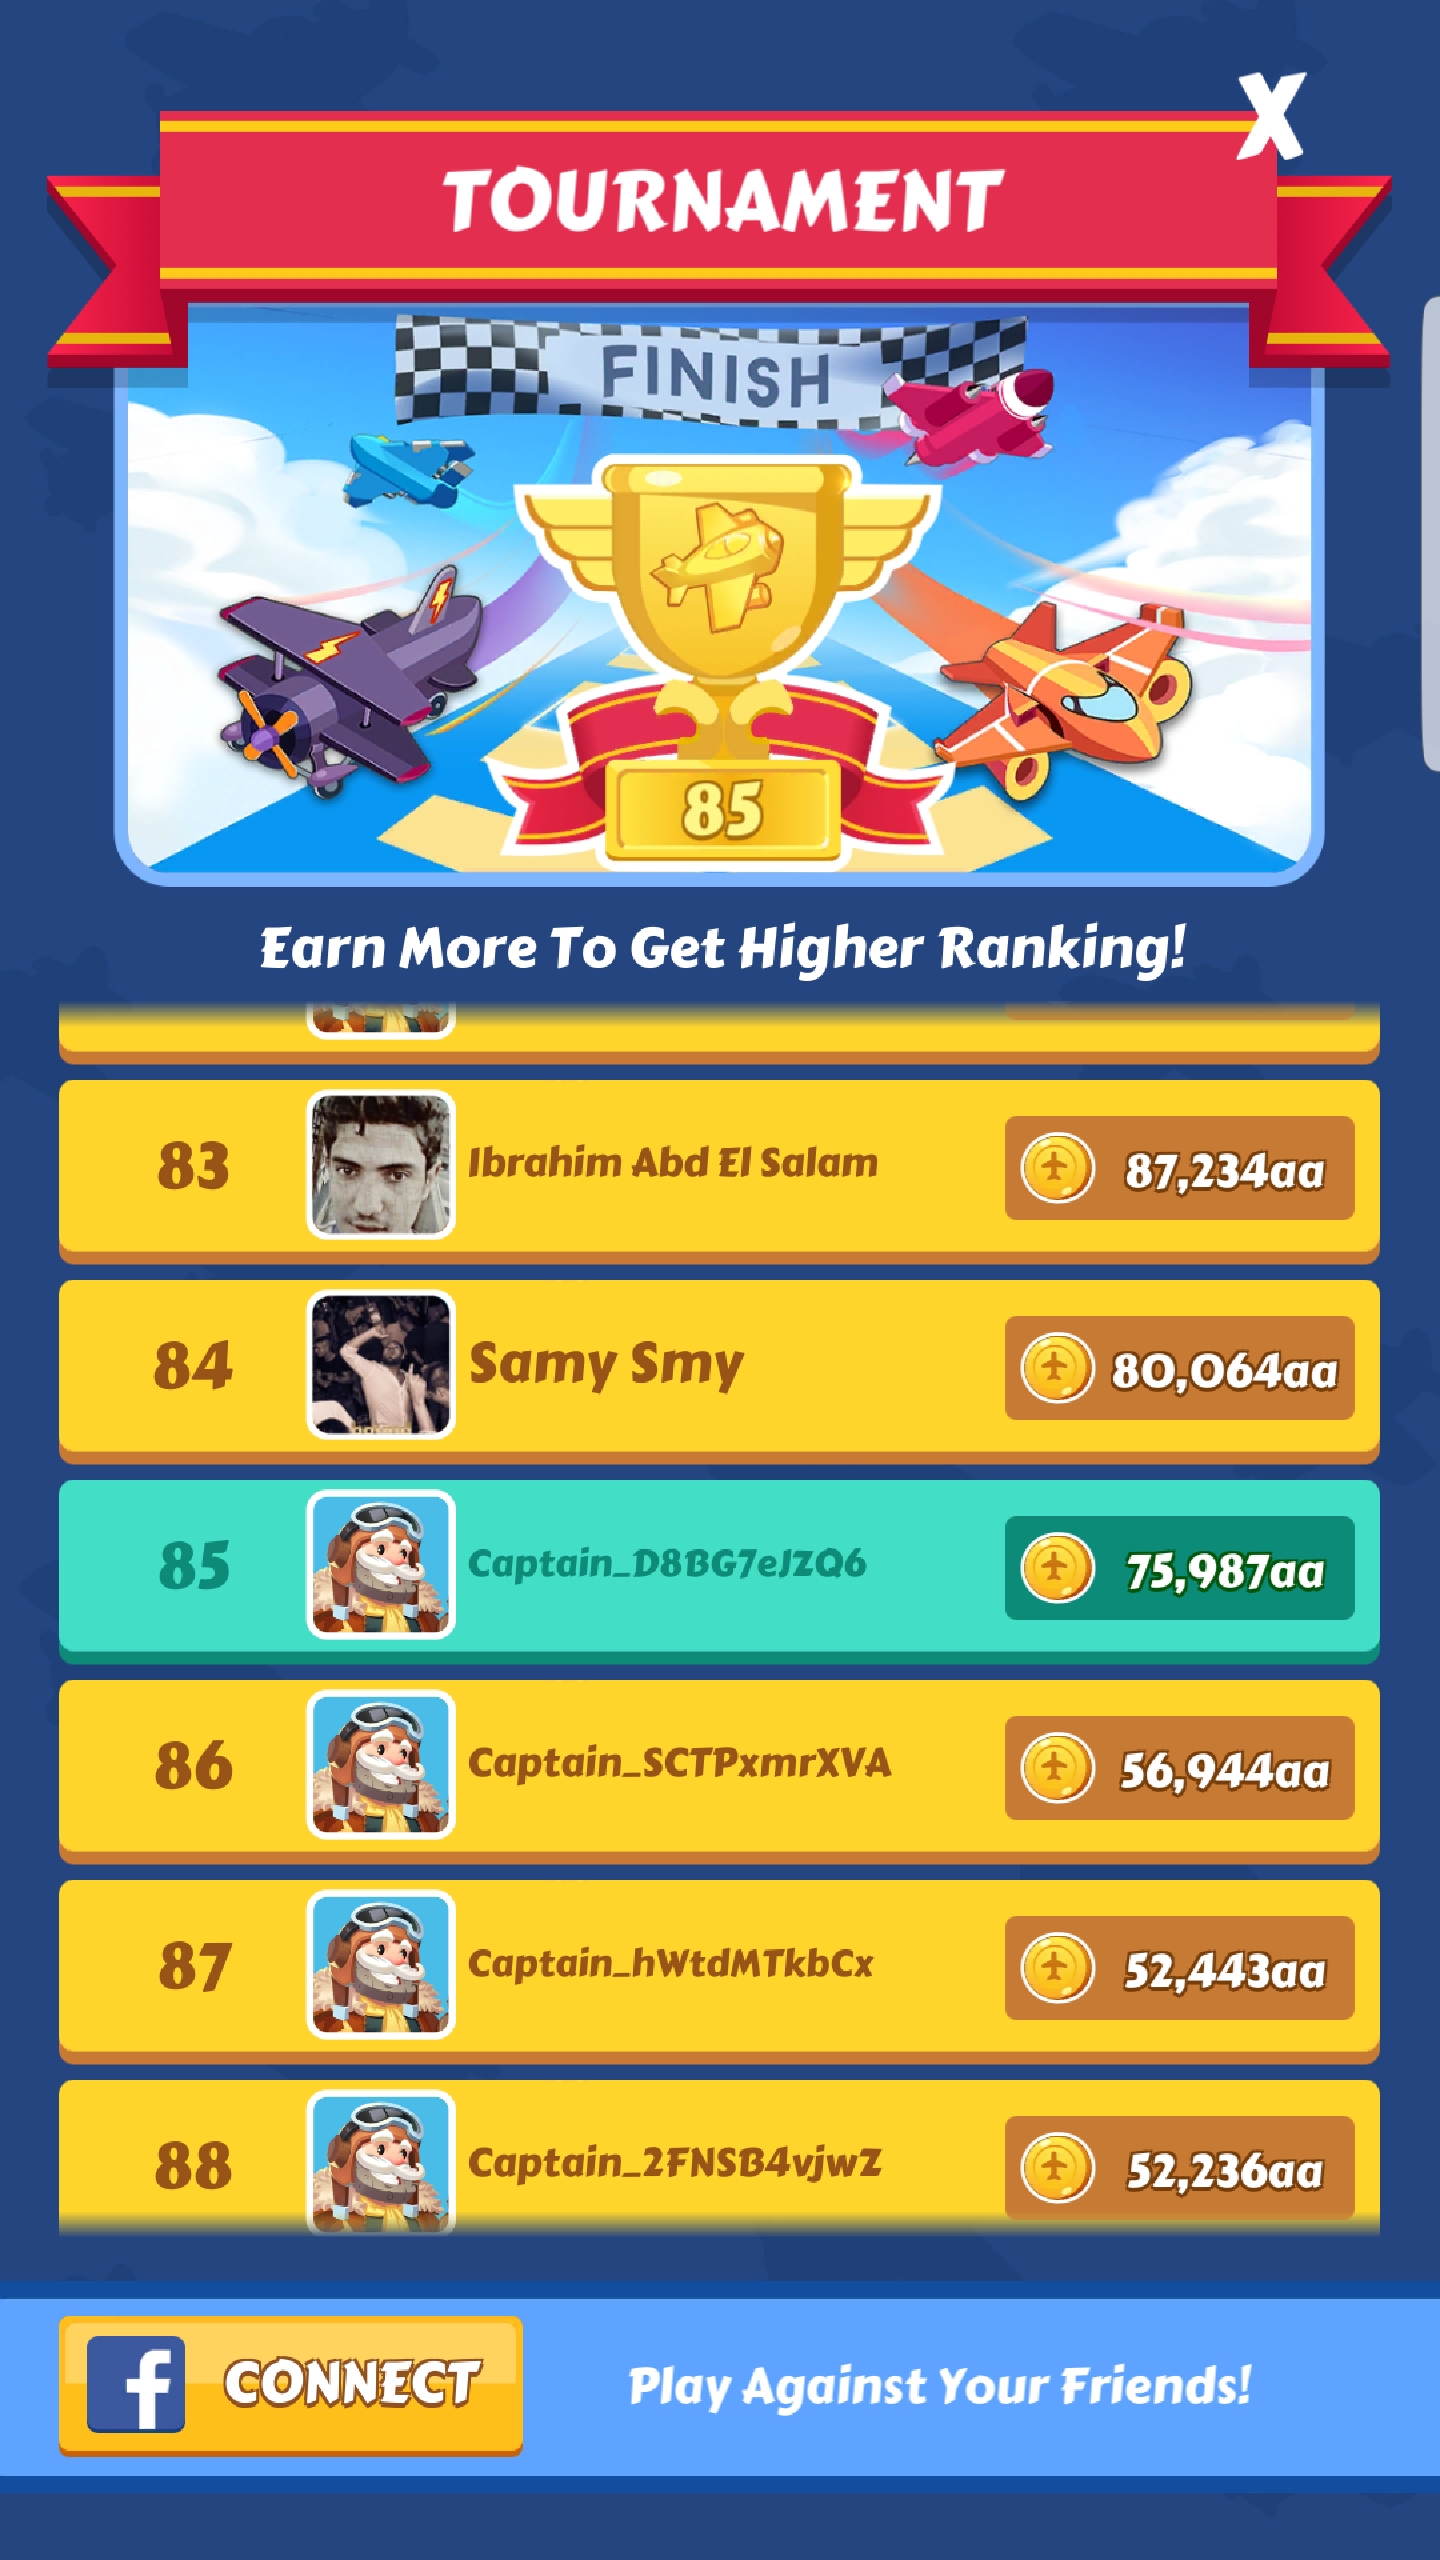 X
TOURNAMENT
FINISH
85
Earn More To Get Higher Ranking!
83 Ibrahim Abd El Salam 87,234aa
84 Samy Smy 80,064aa
85 Captain_D8BG7eJZQ6 75,987aa
86 Captain_SCTPxmrXVA 56,944aa
87 Captain_hWtdMTkbCx 52,443aa
88 Captain_2FNSB4vjwZ 52,236aa
f CONNECT Play Against Your Friends!